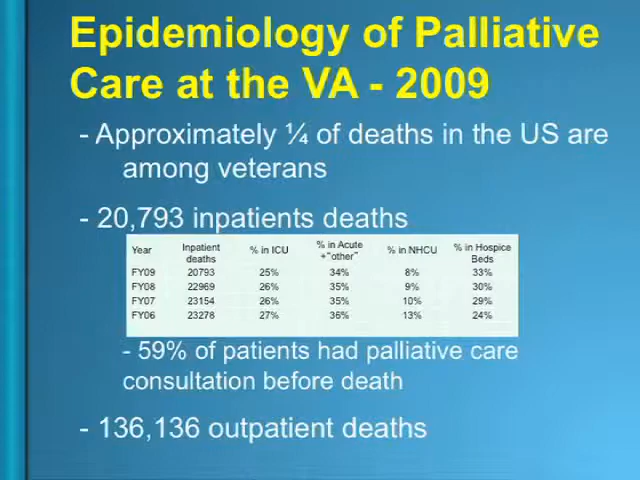 Epidemiology of Palliative
Care at the VA - 2009
- Approximately ¼ of deaths in the US are
among veterans
- 20,793 inpatients deaths
Year Inpatient deaths % in ICU % in Acute +"other" % in NHCU % in Hospice Beds
FY09 20793 25% 34% 8% 33%
FY08 22969 26% 35% 9% 30%
FY07 23154 26% 35% 10% 29%
FY06 23278 27% 36% 13% 24%
- 59% of patients had palliative care
consultation before death
- 136,136 outpatient deaths